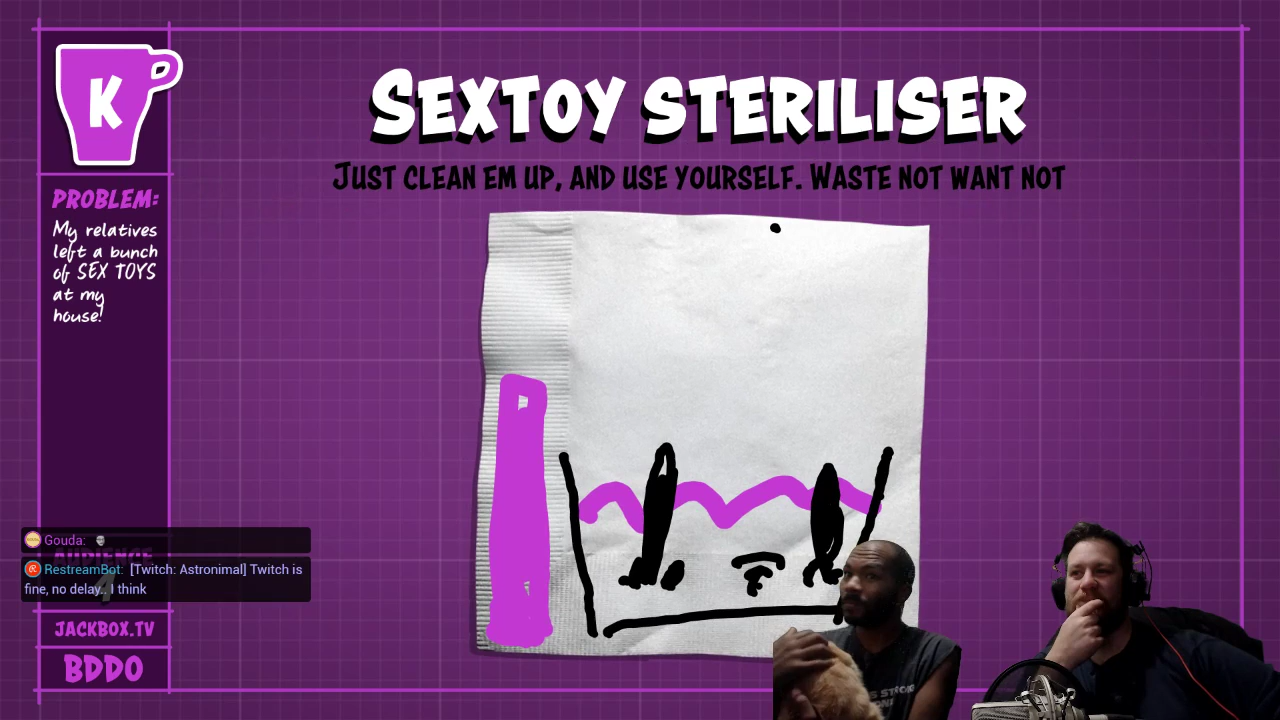 K
SEXTOY STERILISER
JUST CLEAN EM UP, AND USE YOURSELF. WASTE NOT WANT NOT
PROBLEM:
My relatives
left a bunch
of SEX TOYS
at my
house!
Gouda:
AUDIENCE
RestreamBot: [Twitch: Astronimal] Twitch is
fine, no delay.. I think
JACKBOX.TV
BDDO